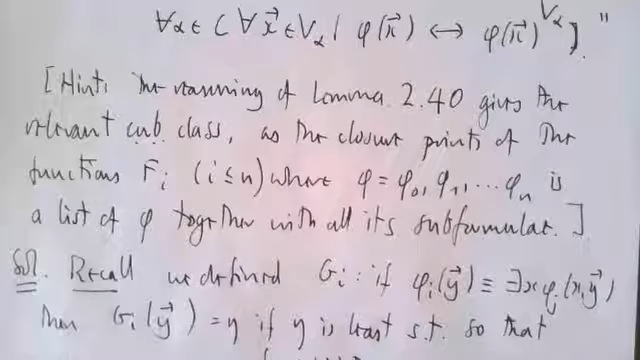 ∀α ∈ C ∀x⃗ ∈ V_α [ φ(x⃗) ↔ φ(x⃗)^{V_α} ]."
[Hint: The reasoning of Lemma 2.40 gives the
relevant cub class, as the closure points of the
functions F_i (i ≤ n) where φ = φ_0, φ_1, ... φ_n is
a list of φ together with all its subformulae.]
Sol. Recall we defined G_i : if φ_i(y⃗) ≡ ∃x φ_j(x,y⃗)
then G_i(y⃗) = η if η is least s.t. so that